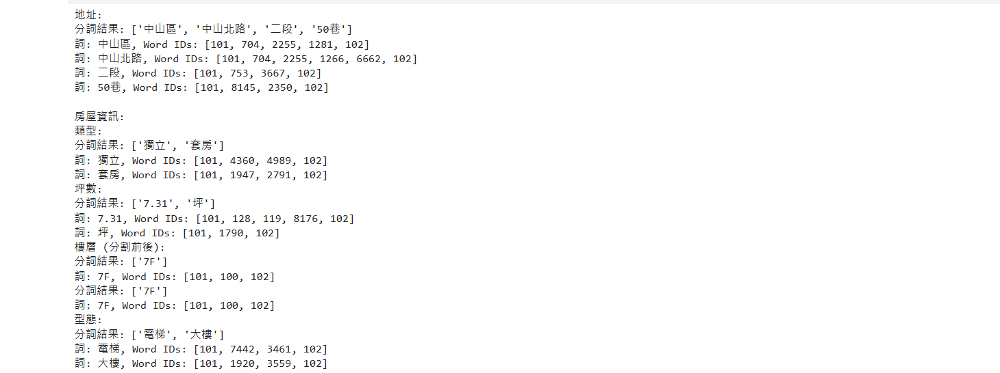 地址:
分詞結果: ['中山區', '中山北路', '二段', '50巷']
詞: 中山區, Word IDs: [101, 704, 2255, 1281, 102]
詞: 中山北路, Word IDs: [101, 704, 2255, 1266, 6662, 102]
詞: 二段, Word IDs: [101, 753, 3667, 102]
詞: 50巷, Word IDs: [101, 8145, 2350, 102]
房屋資訊:
類型:
分詞結果: ['獨立', '套房']
詞: 獨立, Word IDs: [101, 4360, 4989, 102]
詞: 套房, Word IDs: [101, 1947, 2791, 102]
坪數:
分詞結果: ['7.31', '坪']
詞: 7.31, Word IDs: [101, 128, 119, 8176, 102]
詞: 坪, Word IDs: [101, 1790, 102]
樓層 (分割前後):
分詞結果: ['7F']
詞: 7F, Word IDs: [101, 100, 102]
分詞結果: ['7F']
詞: 7F, Word IDs: [101, 100, 102]
型態:
分詞結果: ['電梯', '大樓']
詞: 電梯, Word IDs: [101, 7442, 3461, 102]
詞: 大樓, Word IDs: [101, 1920, 3559, 102]